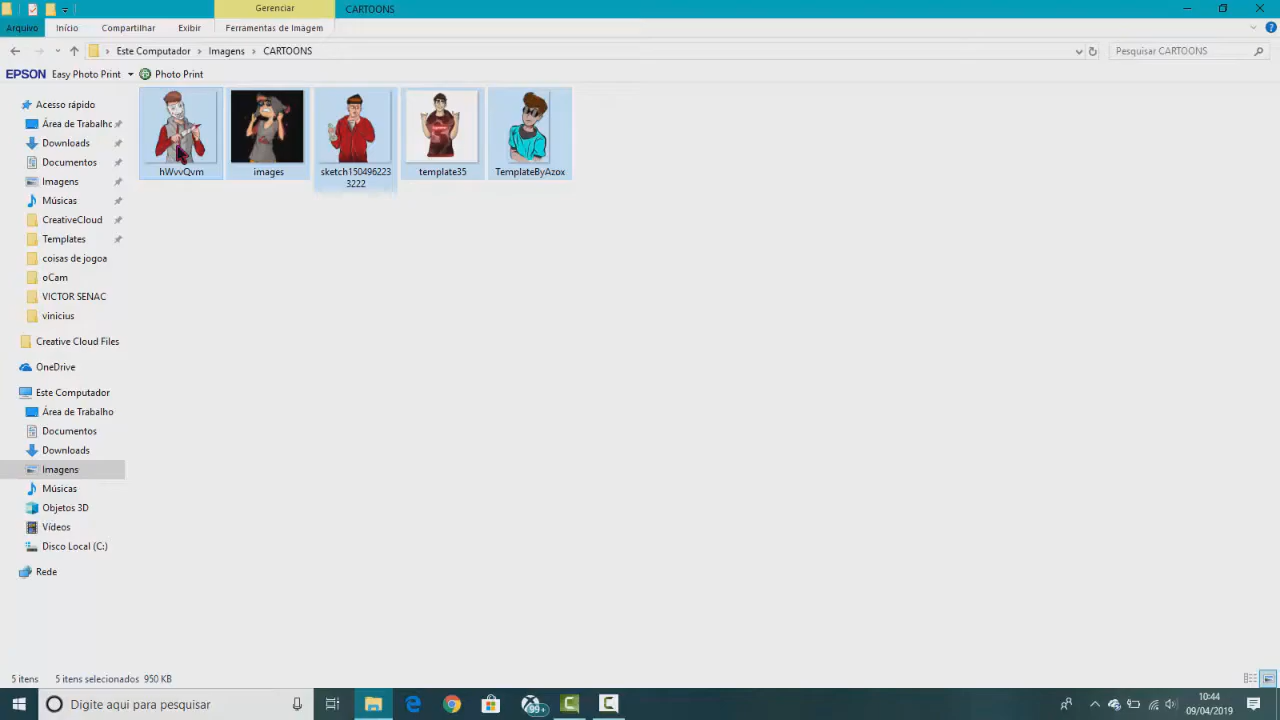 Gerenciar
CARTOONS
Arquivo
Início
Compartilhar
Exibir
Ferramentas de Imagem
Este Computador > Imagens > CARTOONS
Pesquisar CARTOONS
EPSON Easy Photo Print
Photo Print
Acesso rápido
Área de Trabalho
Downloads
Documentos
Imagens
Músicas
CreativeCloud
Templates
coisas de jogoa
oCam
VICTOR SENAC
vinicius
Creative Cloud Files
OneDrive
Este Computador
Área de Trabalho
Documentos
Downloads
Imagens
Músicas
Objetos 3D
Vídeos
Disco Local (C:)
Rede
hWvvQvm
images
sketch150496223
3222
template35
TemplateByAzox
5 itens
5 itens selecionados 950 KB
Digite aqui para pesquisar
99+
10:44
09/04/2019